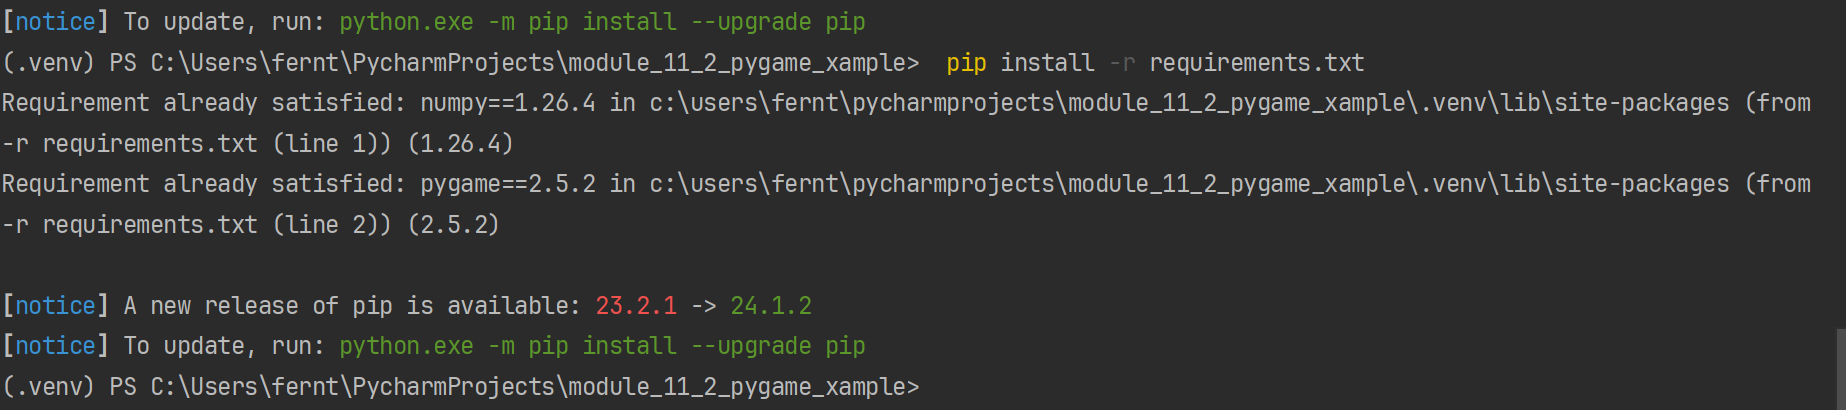 [notice] To update, run: python.exe -m pip install --upgrade pip
(.venv) PS C:\Users\fernt\PycharmProjects\module_11_2_pygame_xample>  pip install -r requirements.txt
Requirement already satisfied: numpy==1.26.4 in c:\users\fernt\pycharmprojects\module_11_2_pygame_xample\.venv\lib\site-packages (from
-r requirements.txt (line 1)) (1.26.4)
Requirement already satisfied: pygame==2.5.2 in c:\users\fernt\pycharmprojects\module_11_2_pygame_xample\.venv\lib\site-packages (from
-r requirements.txt (line 2)) (2.5.2)
[notice] A new release of pip is available: 23.2.1 -> 24.1.2
[notice] To update, run: python.exe -m pip install --upgrade pip
(.venv) PS C:\Users\fernt\PycharmProjects\module_11_2_pygame_xample>